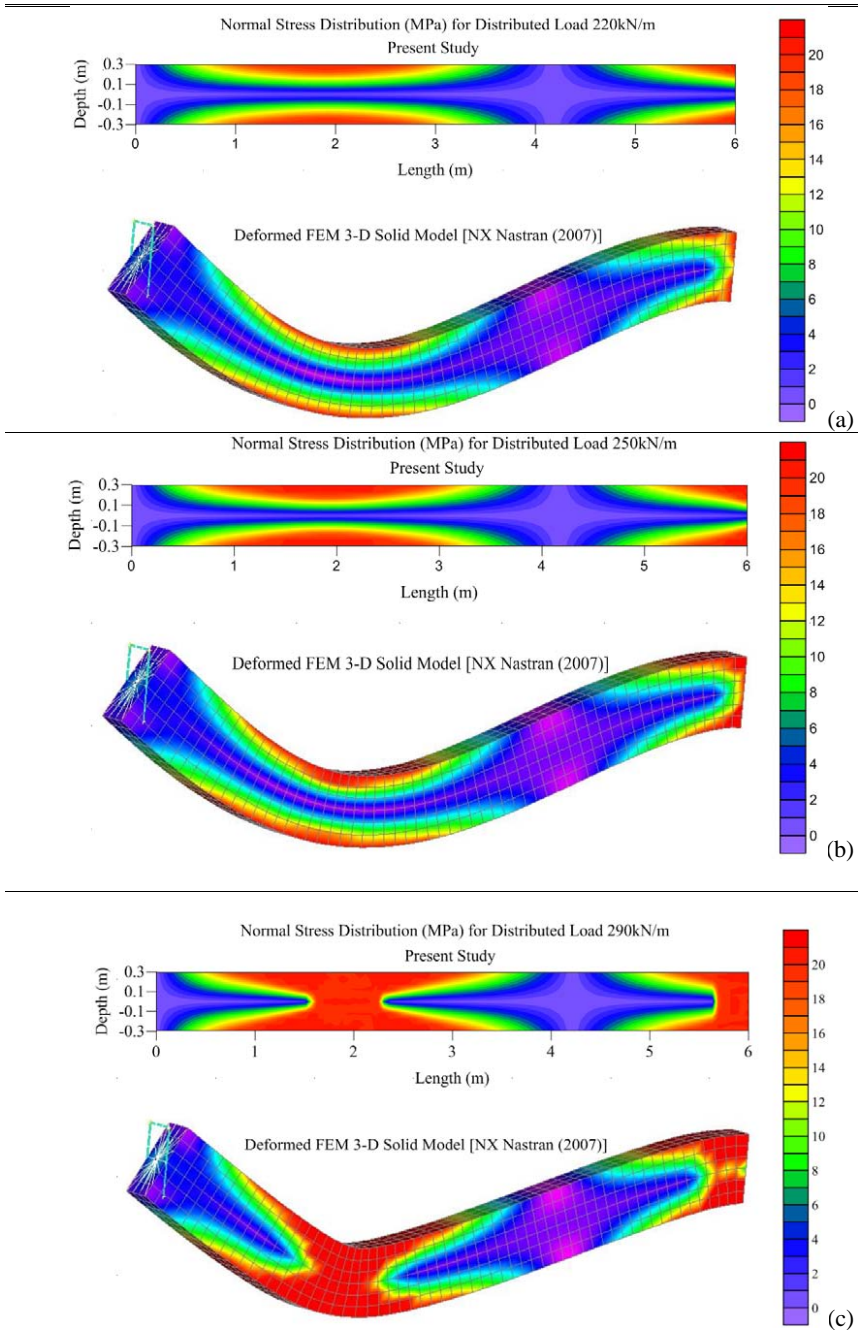 Normal Stress Distribution (MPa) for Distributed Load 220kN/m
Present Study
Depth (m)
0.3
0.1
-0.1
-0.3
0 1 2 3 4 5 6
Length (m)
Deformed FEM 3-D Solid Model [NX Nastran (2007)]
20
18
16
14
12
10
8
6
4
2
0
(a)
Normal Stress Distribution (MPa) for Distributed Load 250kN/m
Present Study
Depth (m)
0.3
0.1
-0.1
-0.3
0 1 2 3 4 5 6
Length (m)
Deformed FEM 3-D Solid Model [NX Nastran (2007)]
20
18
16
14
12
10
8
6
4
2
0
(b)
Normal Stress Distribution (MPa) for Distributed Load 290kN/m
Present Study
Depth (m)
0.3
0.1
-0.1
-0.3
0 1 2 3 4 5 6
Length (m)
Deformed FEM 3-D Solid Model [NX Nastran (2007)]
20
18
16
14
12
10
8
6
4
2
0
(c)